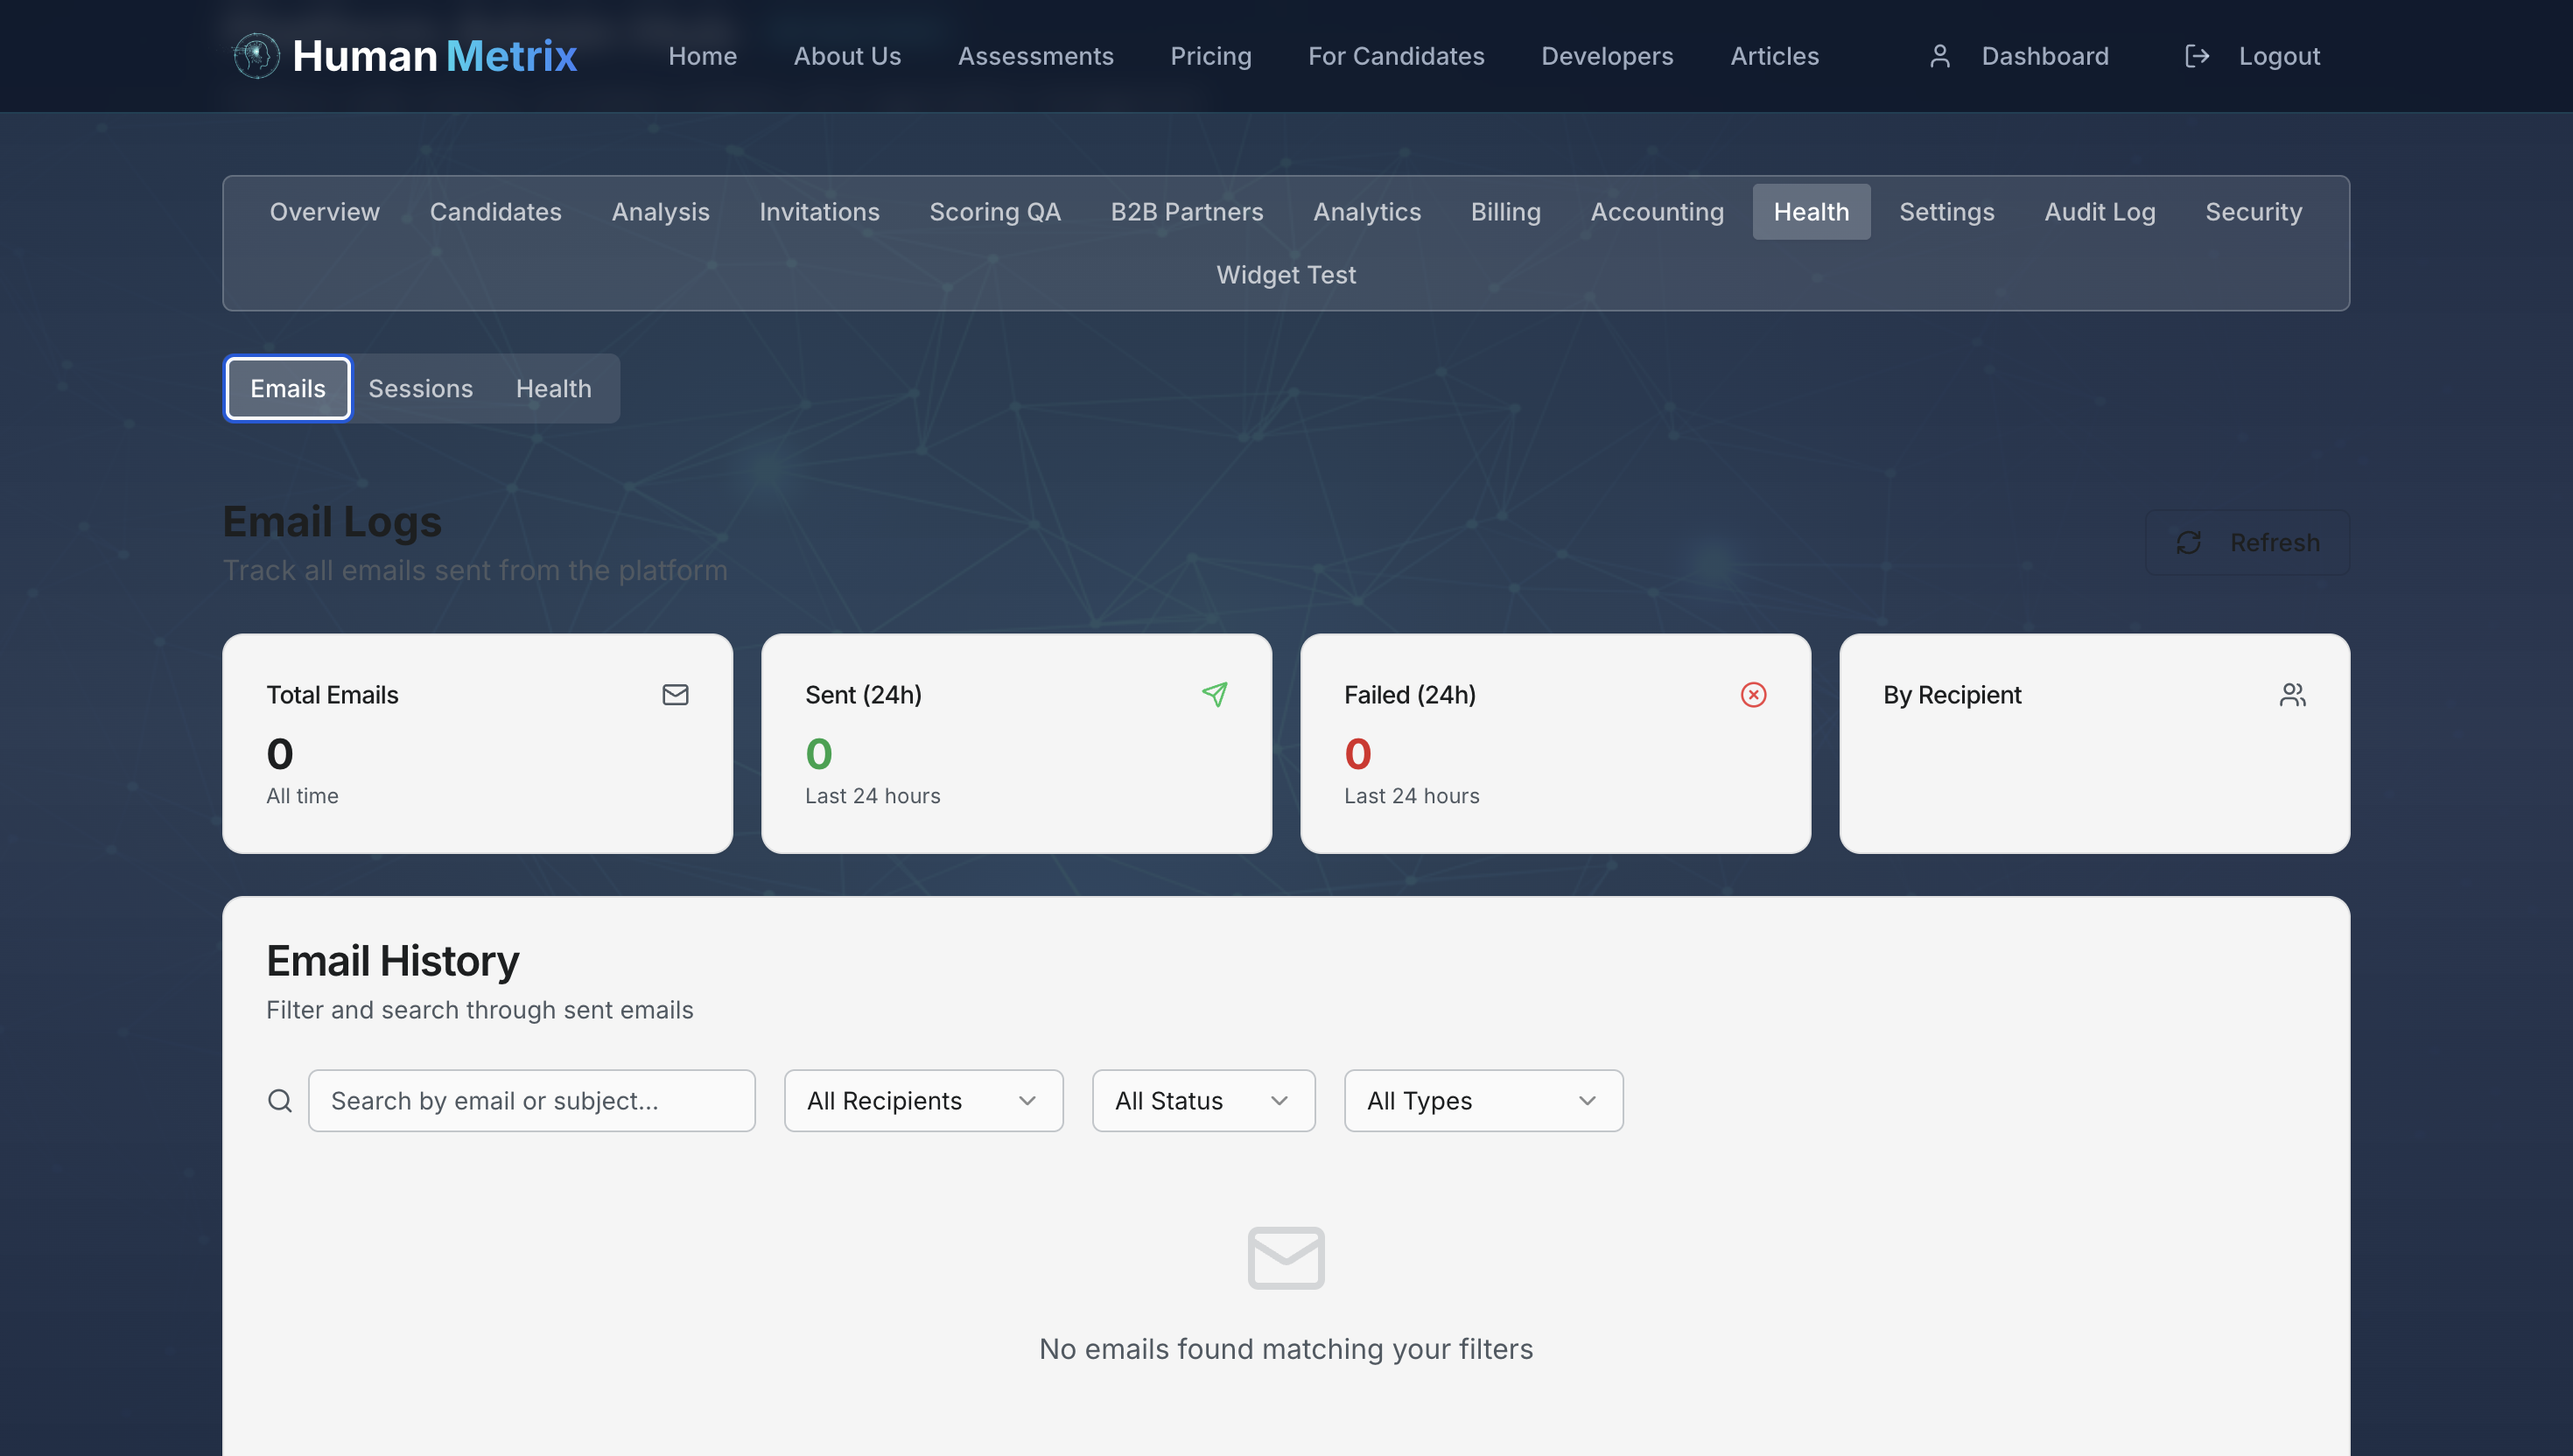 Human Metrix Home About Us Assessments Pricing For Candidates Developers Articles Dashboard Logout
Overview Candidates Analysis Invitations Scoring QA B2B Partners Analytics Billing Accounting Health Settings Audit Log Security
Widget Test
Emails Sessions Health
Email Logs
Track all emails sent from the platform
Refresh
Total Emails
0
All time
Sent (24h)
0
Last 24 hours
Failed (24h)
0
Last 24 hours
By Recipient
Email History
Filter and search through sent emails
Search by email or subject... All Recipients All Status All Types
No emails found matching your filters